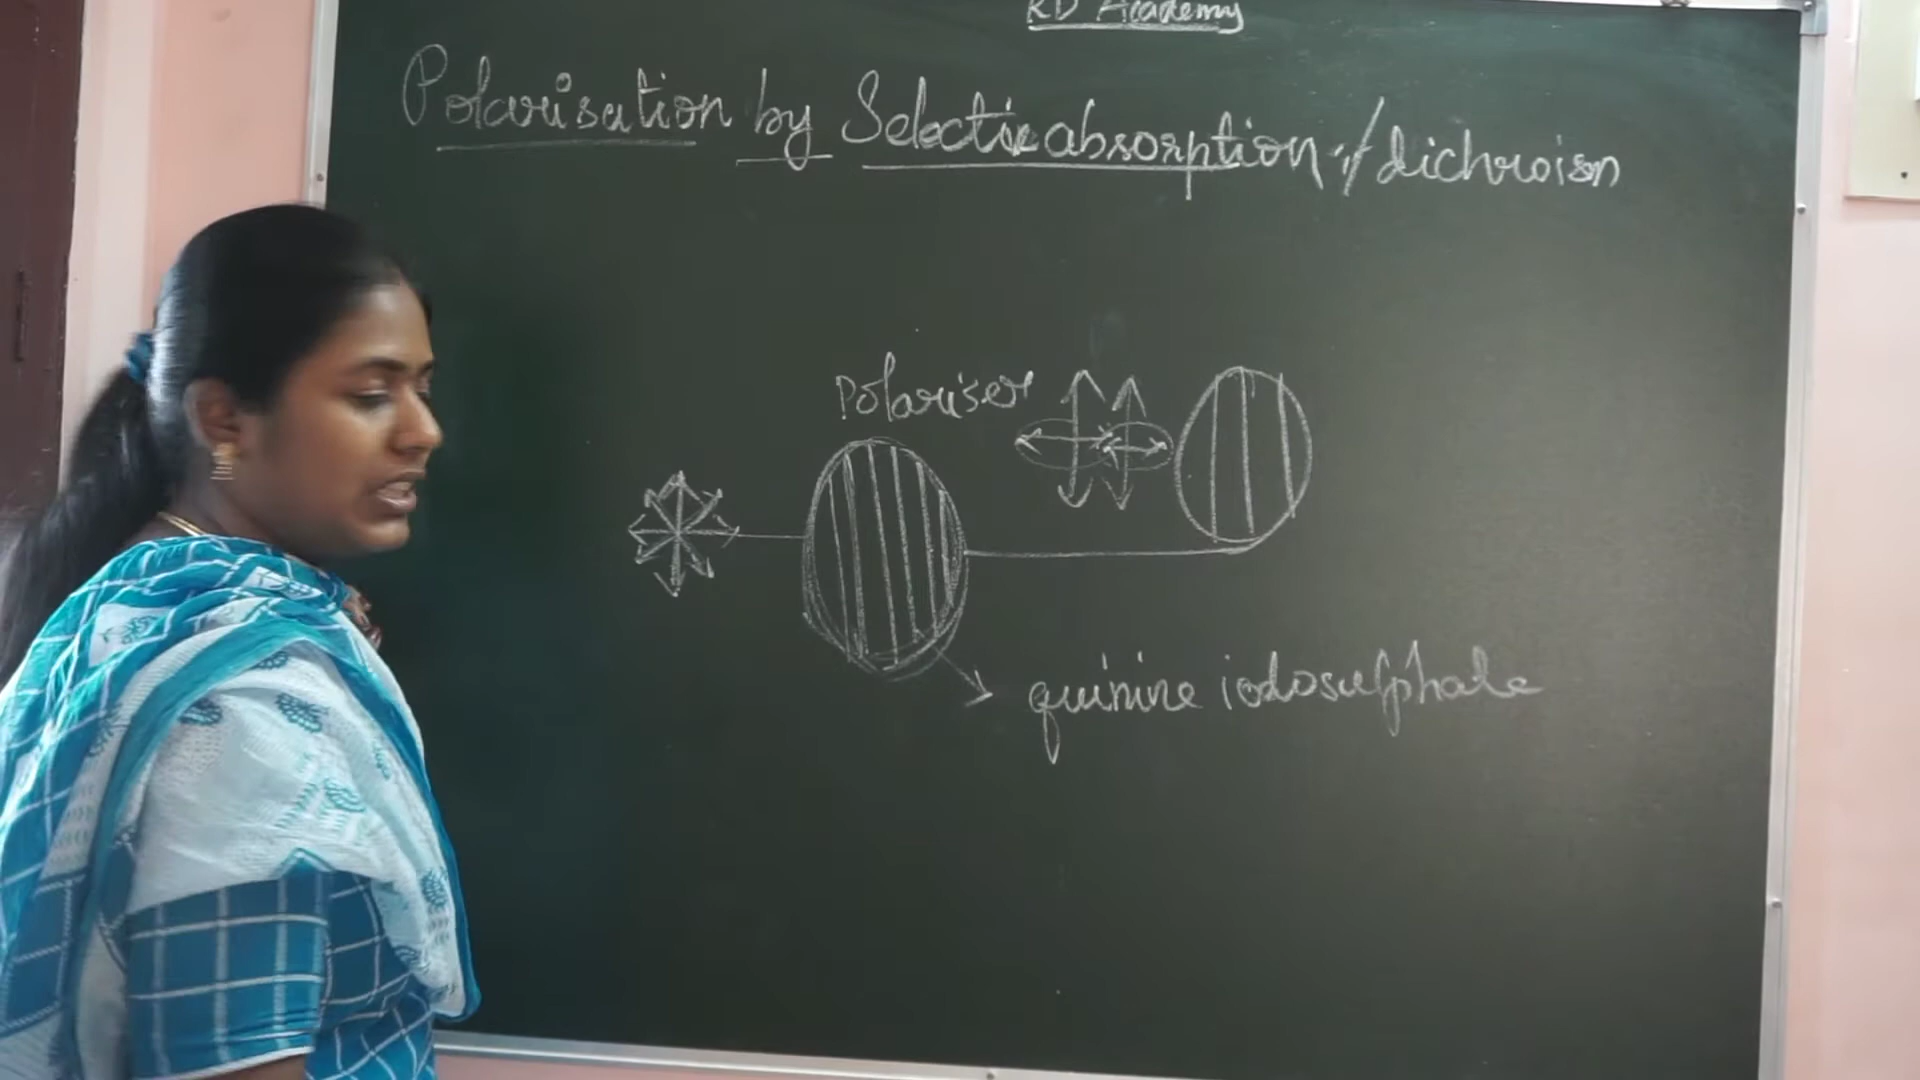 KD Academy
Polarisation by Selective absorption / dichroism
Polariser
quinine iodosulphate